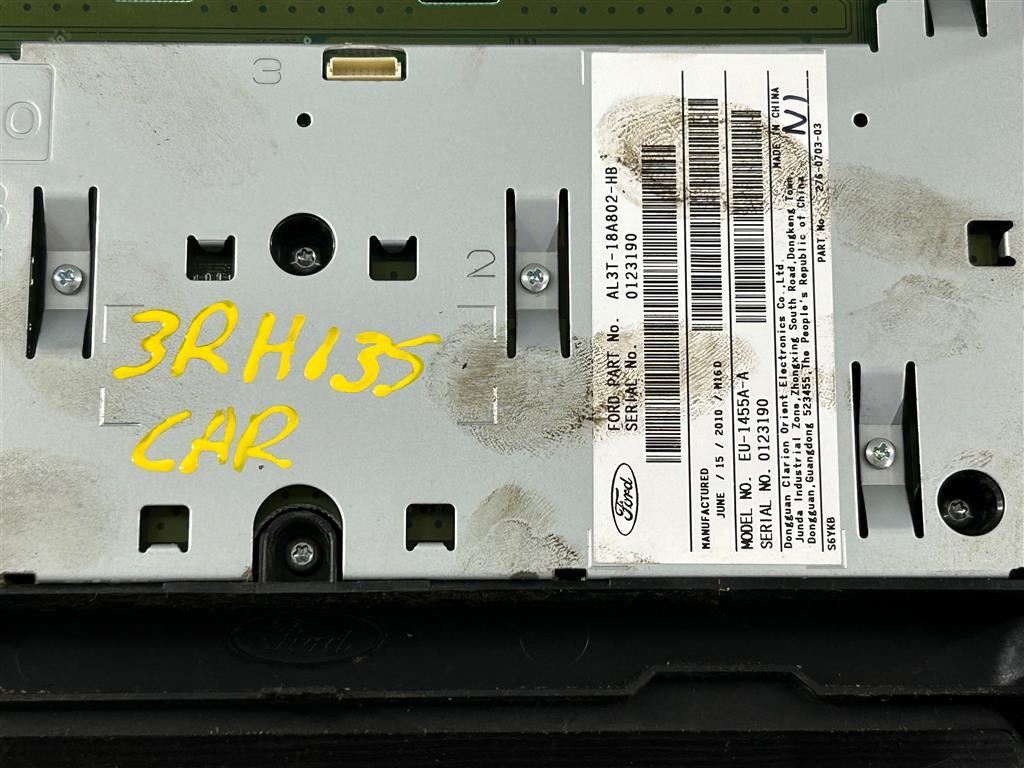 3
O
2
3RH135
CAR
Ford
FORD PART No. AL3T-18A802-HB
SERIAL No. 0123190
MANUFACTURED
JUNE / 15 / 2010 / M16D
MADE IN CHINA
N1
MODEL NO. EU-1455A-A
SERIAL NO. 0123190
Dongguan Clarion Orient Electronics Co.,Ltd.
Junda Industrial Zone,Zhongxing South Road,Dongkeng Town,
Dongguan,Guangdong 523455,The People's Republic of China
S6YKB
PART No. 276-0703-03
Ford